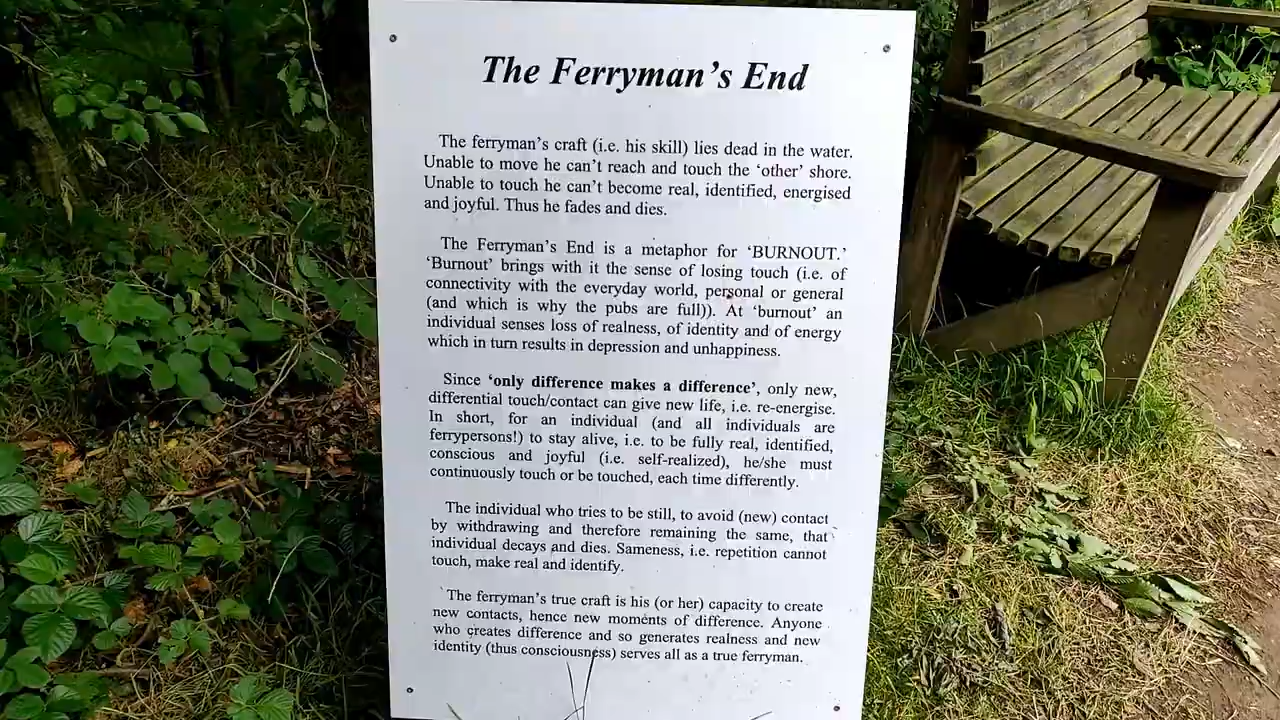 The Ferryman's End
The ferryman's craft (i.e. his skill) lies dead in the water.
Unable to move he can't reach and touch the 'other' shore.
Unable to touch he can't become real, identified, energised
and joyful. Thus he fades and dies.
The Ferryman's End is a metaphor for 'BURNOUT.'
'Burnout' brings with it the sense of losing touch (i.e. of
connectivity with the everyday world, personal or general
(and which is why the pubs are full)). At 'burnout' an
individual senses loss of realness, of identity and of energy
which in turn results in depression and unhappiness.
Since 'only difference makes a difference', only new,
differential touch/contact can give new life, i.e. re-energise.
In short, for an individual (and all individuals are
ferrypersons!) to stay alive, i.e. to be fully real, identified,
conscious and joyful (i.e. self-realized), he/she must
continuously touch or be touched, each time differently.
The individual who tries to be still, to avoid (new) contact
by withdrawing and therefore remaining the same, that
individual decays and dies. Sameness, i.e. repetition cannot
touch, make real and identify.
The ferryman's true craft is his (or her) capacity to create
new contacts, hence new moments of difference. Anyone
who creates difference and so generates realness and new
identity (thus consciousness) serves all as a true ferryman.